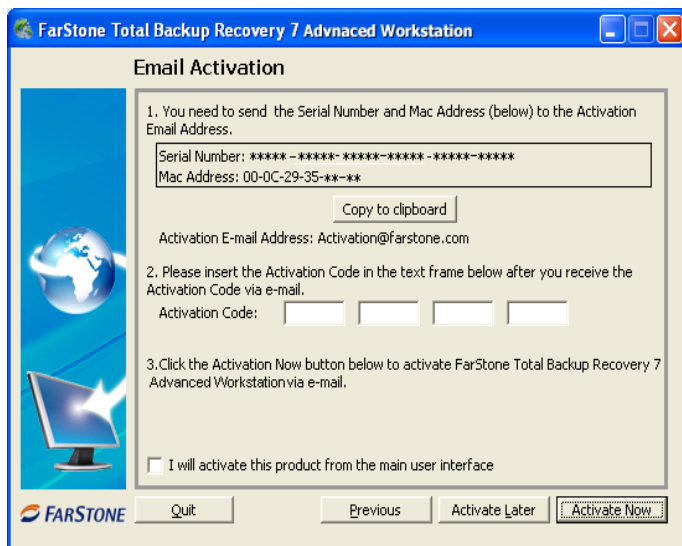 FarStone Total Backup Recovery 7 Advnaced Workstation
Email Activation
1. You need to send the Serial Number and Mac Address (below) to the Activation
Email Address.
Serial Number: *****-*****-*****-*****-*****-*****
Mac Address: 00-0C-29-35-**-**
Copy to clipboard
Activation E-mail Address: Activation@farstone.com
2. Please insert the Activation Code in the text frame below after you receive the
Activation Code via e-mail.
Activation Code:
3.Click the Activation Now button below to activate FarStone Total Backup Recovery 7
Advanced Workstation via e-mail.
I will activate this product from the main user interface
FARSTONE
Quit
Previous
Activate Later
Activate Now